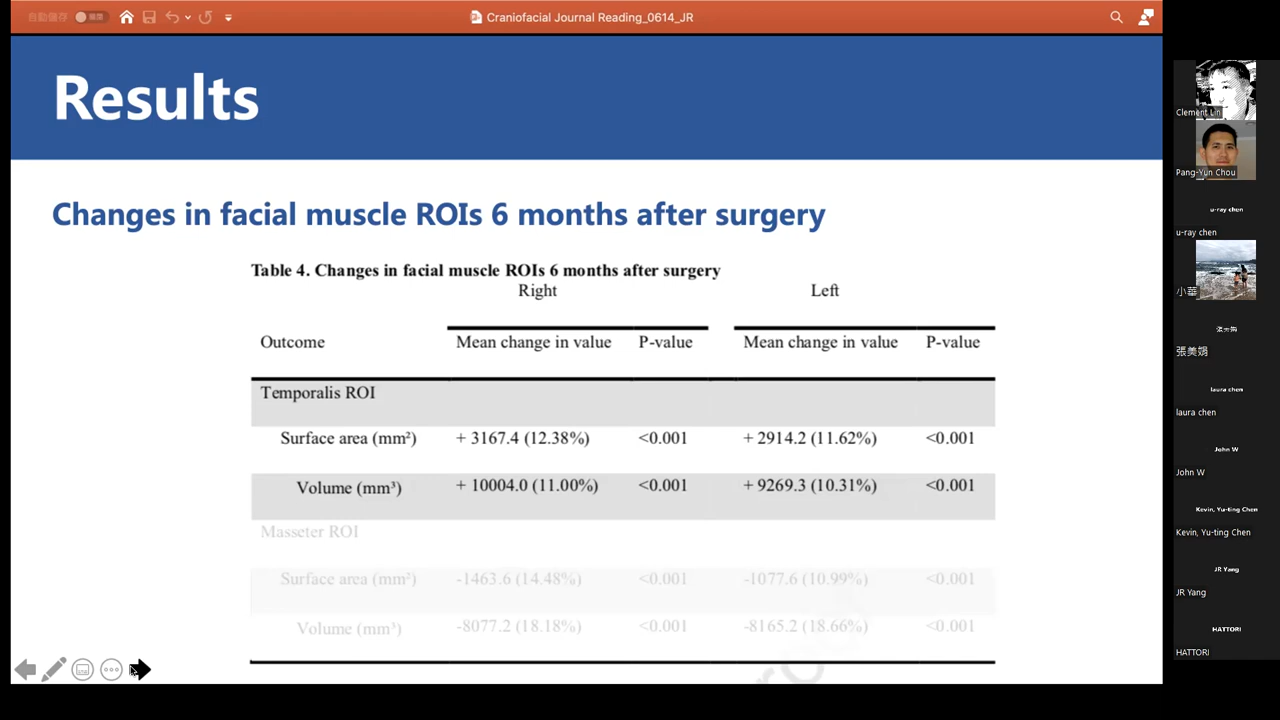 自動儲存
Craniofacial Journal Reading_0614_JR
Results
Changes in facial muscle ROIs 6 months after surgery
Table 4. Changes in facial muscle ROIs 6 months after surgery
Right Left
Outcome Mean change in value P-value Mean change in value P-value
Temporalis ROI
Surface area (mm²) + 3167.4 (12.38%) <0.001 + 2914.2 (11.62%) <0.001
Volume (mm³) + 10004.0 (11.00%) <0.001 + 9269.3 (10.31%) <0.001
Masseter ROI
Surface area (mm²) -1463.6 (14.48%) <0.001 -1077.6 (10.99%) <0.001
Volume (mm³) -8077.2 (18.18%) <0.001 -8165.2 (18.66%) <0.001
Clement Lin
Pang-Yun Chou
u-ray chen
u-ray chen
小華
張美娟
張美娟
laura chen
laura chen
John W
John W
Kevin, Yu-ting Chen
Kevin, Yu-ting Chen
JR Yang
JR Yang
HATTORI
HATTORI